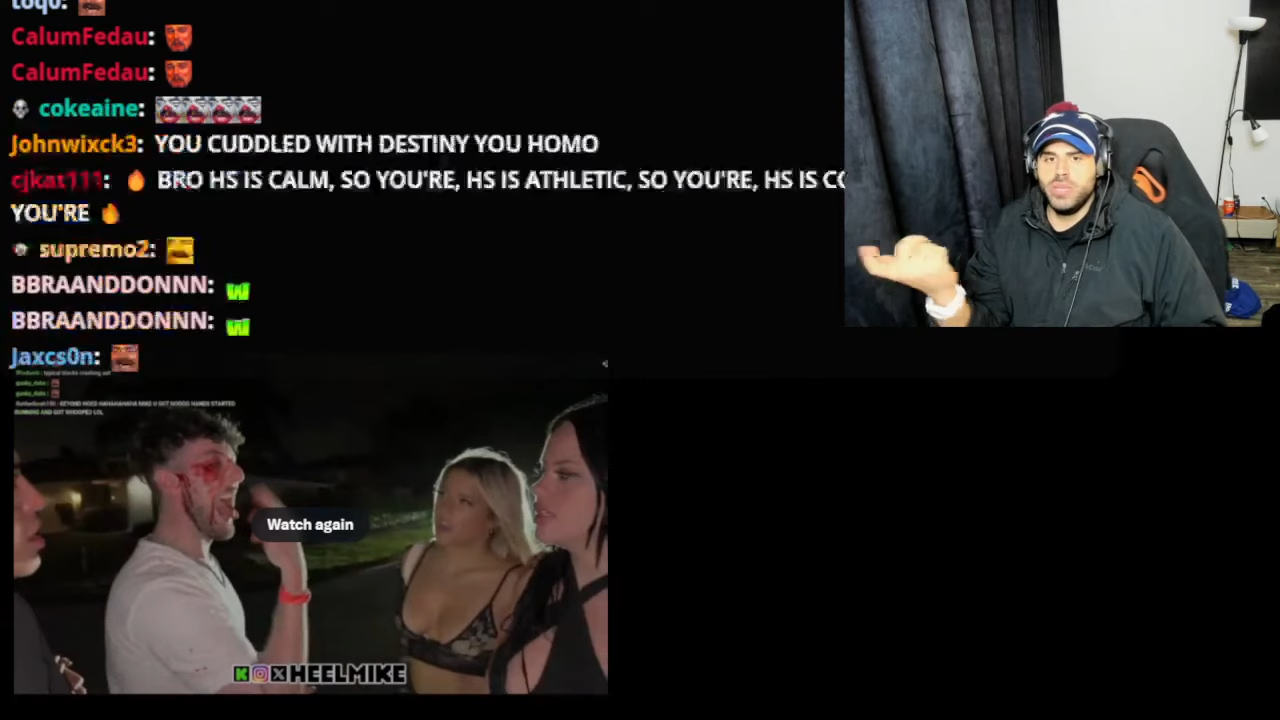 toq0:
CalumFedau:
CalumFedau:
cokeaine:
Johnwixck3: YOU CUDDLED WITH DESTINY YOU HOMO
cjkat111: BRO HS IS CALM, SO YOU'RE, HS IS ATHLETIC, SO YOU'RE, HS IS CO
YOU'RE
supremo2:
BBRAANDDONNN: W
BBRAANDDONNN: W
Jaxcs0n:
Watch again
K X HEELMIKE